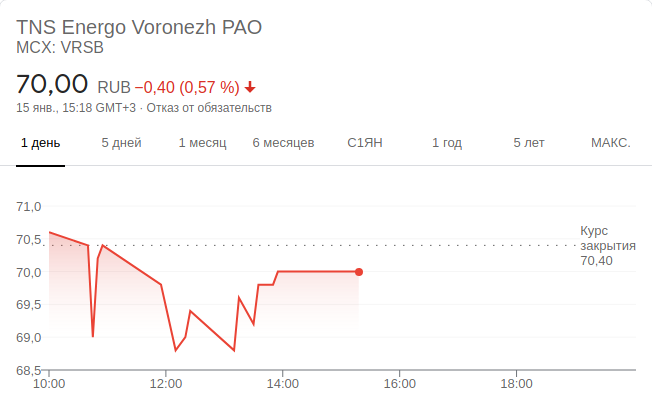 TNS Energo Voronezh PAO
MCX: VRSB
70,00 RUB −0,40 (0,57 %)
15 янв., 15:18 GMT+3 · Отказ от обязательств
1 день 5 дней 1 месяц 6 месяцев С1ЯН 1 год 5 лет МАКС.
71,0
70,5
70,0
69,5
69,0
68,5
Курс
закрытия
70,40
10:00 12:00 14:00 16:00 18:00